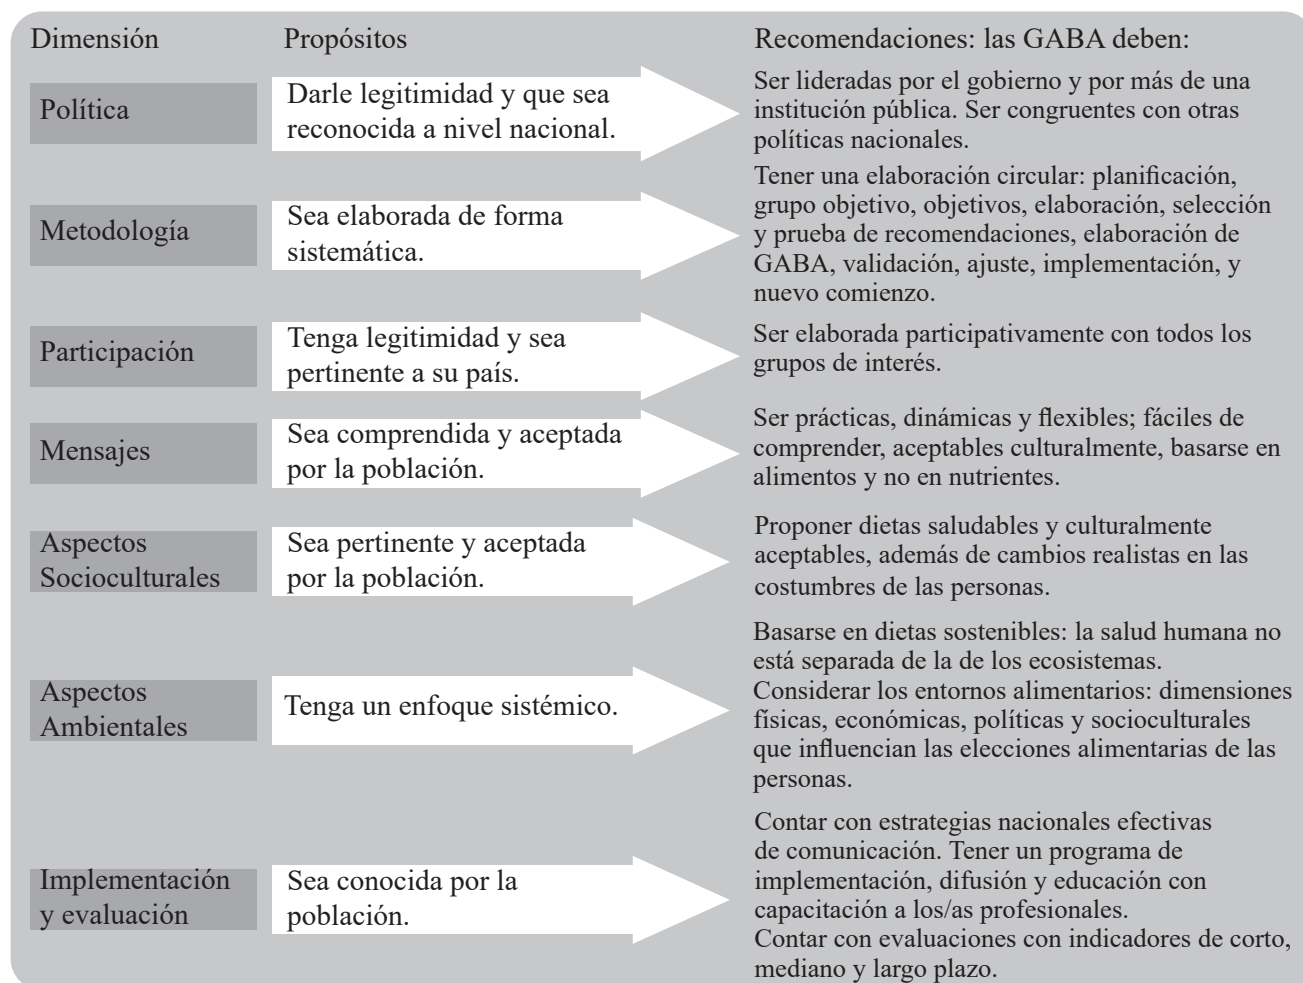 Dimensión
Propósitos
Recomendaciones: las GABA deben:
Política
Darle legitimidad y que sea
reconocida a nivel nacional.
Ser lideradas por el gobierno y por más de una
institución pública. Ser congruentes con otras
políticas nacionales.
Metodología
Sea elaborada de forma
sistemática.
Tener una elaboración circular: planificación,
grupo objetivo, objetivos, elaboración, selección
y prueba de recomendaciones, elaboración de
GABA, validación, ajuste, implementación, y
nuevo comienzo.
Participación
Tenga legitimidad y sea
pertinente a su país.
Ser elaborada participativamente con todos los
grupos de interés.
Mensajes
Sea comprendida y aceptada
por la población.
Ser prácticas, dinámicas y flexibles; fáciles de
comprender, aceptables culturalmente, basarse en
alimentos y no en nutrientes.
Aspectos
Socioculturales
Sea pertinente y aceptada
por la población.
Proponer dietas saludables y culturalmente
aceptables, además de cambios realistas en las
costumbres de las personas.
Aspectos
Ambientales
Tenga un enfoque sistémico.
Basarse en dietas sostenibles: la salud humana no
está separada de la de los ecosistemas.
Considerar los entornos alimentarios: dimensiones
físicas, económicas, políticas y socioculturales
que influencian las elecciones alimentarias de las
personas.
Implementación
y evaluación
Sea conocida por la
población.
Contar con estrategias nacionales efectivas
de comunicación. Tener un programa de
implementación, difusión y educación con
capacitación a los/as profesionales.
Contar con evaluaciones con indicadores de corto,
mediano y largo plazo.